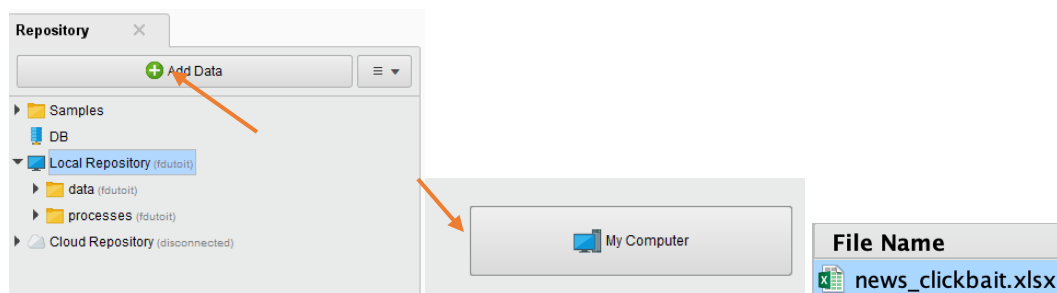 Repository
Add Data
Samples
DB
Local Repository (fdutoit)
data (fdutoit)
processes (fdutoit)
Cloud Repository (disconnected)
My Computer
File Name
news_clickbait.xlsx